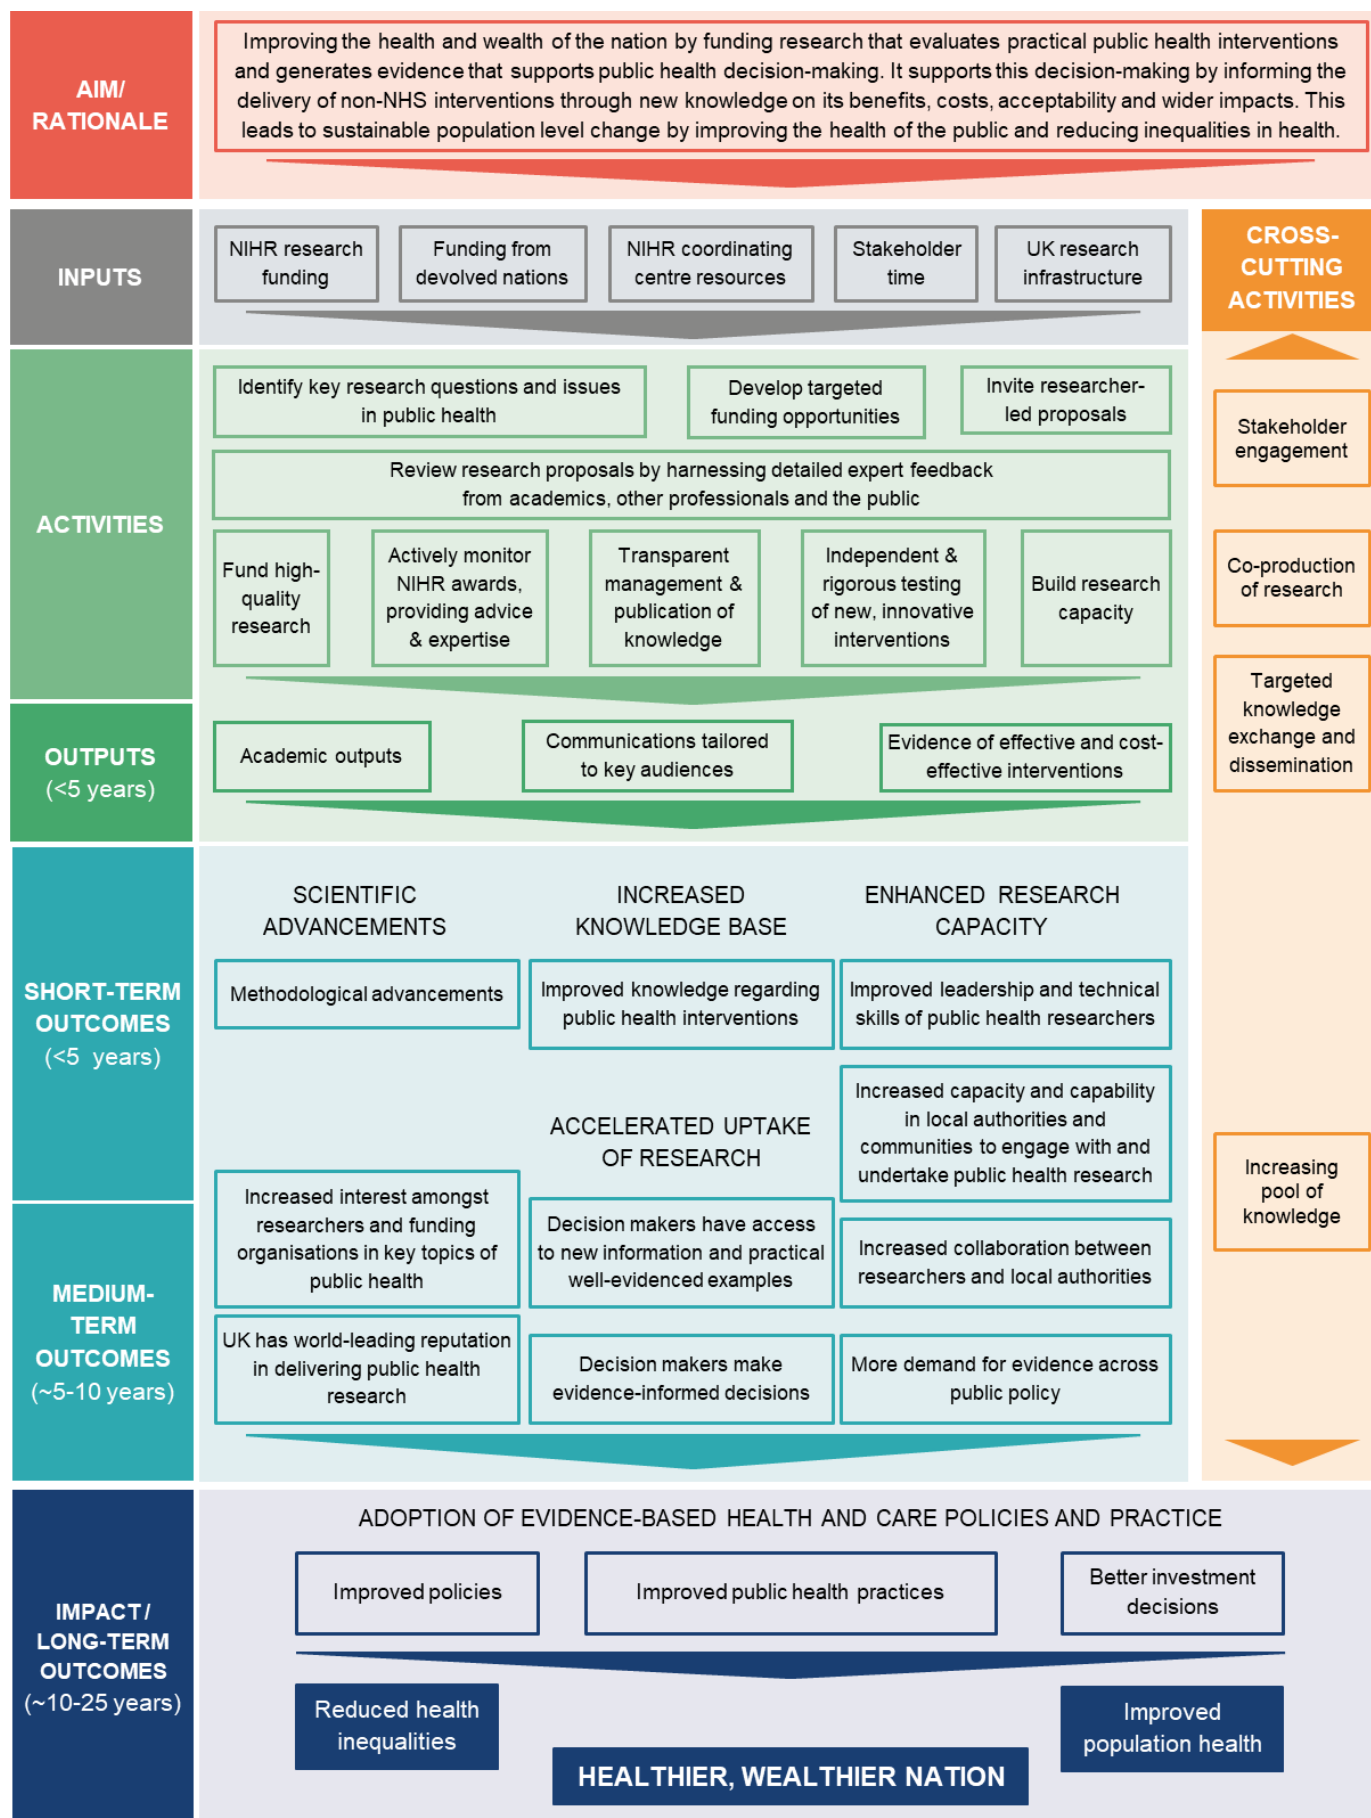 AIM/
RATIONALE
Improving the health and wealth of the nation by funding research that evaluates practical public health interventions
and generates evidence that supports public health decision-making. It supports this decision-making by informing the
delivery of non-NHS interventions through new knowledge on its benefits, costs, acceptability and wider impacts. This
leads to sustainable population level change by improving the health of the public and reducing inequalities in health.
INPUTS
NIHR research
funding
Funding from
devolved nations
NIHR coordinating
centre resources
Stakeholder
time
UK research
infrastructure
CROSS-
CUTTING
ACTIVITIES
Stakeholder
engagement
Co-production
of research
Targeted
knowledge
exchange and
dissemination
Increasing
pool of
knowledge
ACTIVITIES
Identify key research questions and issues
in public health
Develop targeted
funding opportunities
Invite researcher-
led proposals
Review research proposals by harnessing detailed expert feedback
from academics, other professionals and the public
Fund high-
quality
research
Actively monitor
NIHR awards,
providing advice
& expertise
Transparent
management &
publication of
knowledge
Independent &
rigorous testing
of new, innovative
interventions
Build research
capacity
OUTPUTS
(<5 years)
Academic outputs
Communications tailored
to key audiences
Evidence of effective and cost-
effective interventions
SHORT-TERM
OUTCOMES
(<5 years)
MEDIUM-
TERM
OUTCOMES
(~5-10 years)
SCIENTIFIC
ADVANCEMENTS
Methodological advancements
Increased interest amongst
researchers and funding
organisations in key topics of
public health
UK has world-leading reputation
in delivering public health
research
INCREASED
KNOWLEDGE BASE
Improved knowledge regarding
public health interventions
ACCELERATED UPTAKE
OF RESEARCH
Decision makers have access
to new information and practical
well-evidenced examples
Decision makers make
evidence-informed decisions
ENHANCED RESEARCH
CAPACITY
Improved leadership and technical
skills of public health researchers
Increased capacity and capability
in local authorities and
communities to engage with and
undertake public health research
Increased collaboration between
researchers and local authorities
More demand for evidence across
public policy
IMPACT /
LONG-TERM
OUTCOMES
(~10-25 years)
ADOPTION OF EVIDENCE-BASED HEALTH AND CARE POLICIES AND PRACTICE
Improved policies
Improved public health practices
Better investment
decisions
Reduced health
inequalities
Improved
population health
HEALTHIER, WEALTHIER NATION